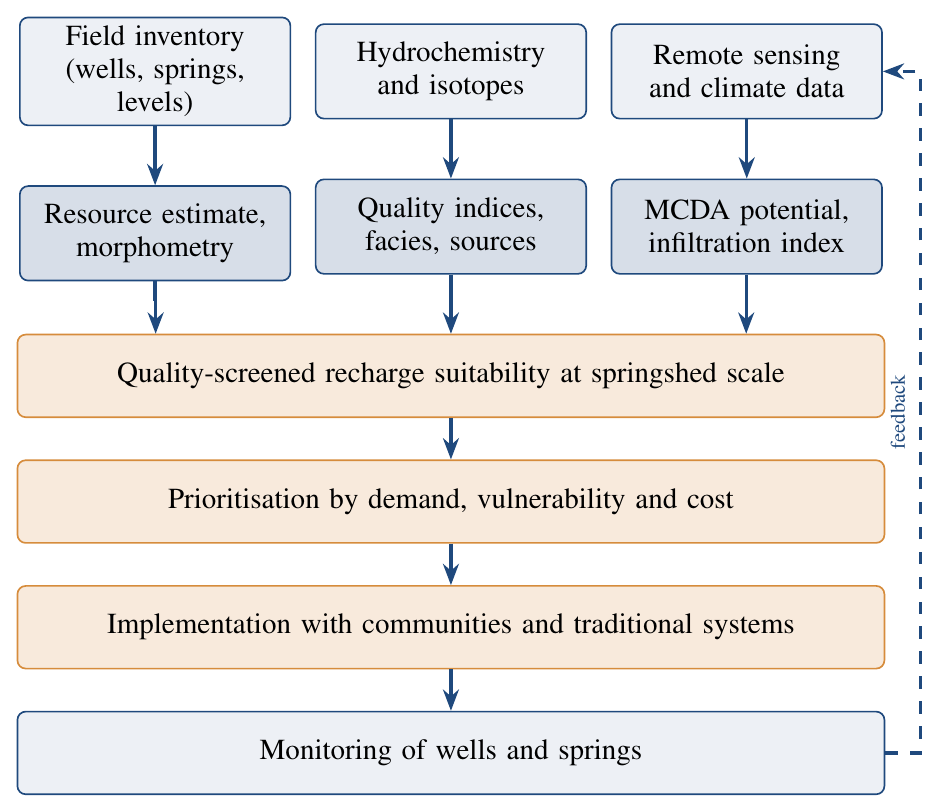 Field inventory
(wells, springs,
levels)
Hydrochemistry
and isotopes
Remote sensing
and climate data
Resource estimate,
morphometry
Quality indices,
facies, sources
MCDA potential,
infiltration index
Quality-screened recharge suitability at springshed scale
feedback
Prioritisation by demand, vulnerability and cost
Implementation with communities and traditional systems
Monitoring of wells and springs